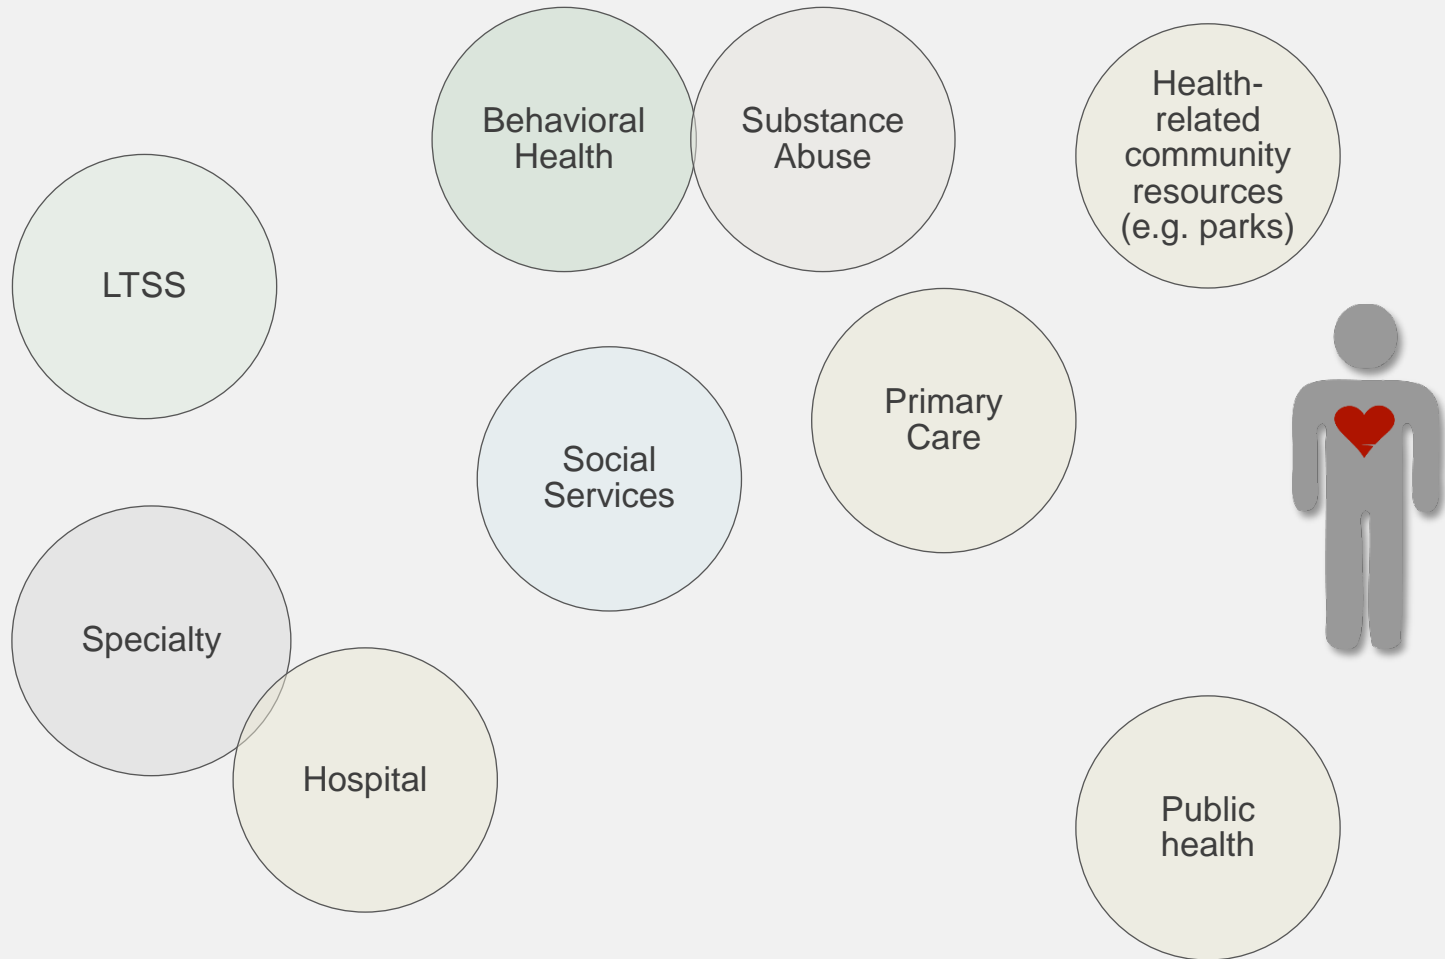 Behavioral
Health
Substance
Abuse
Health-
related
community
resources
(e.g. parks)
LTSS
Primary
Care
Social
Services
Specialty
Hospital
Public
health